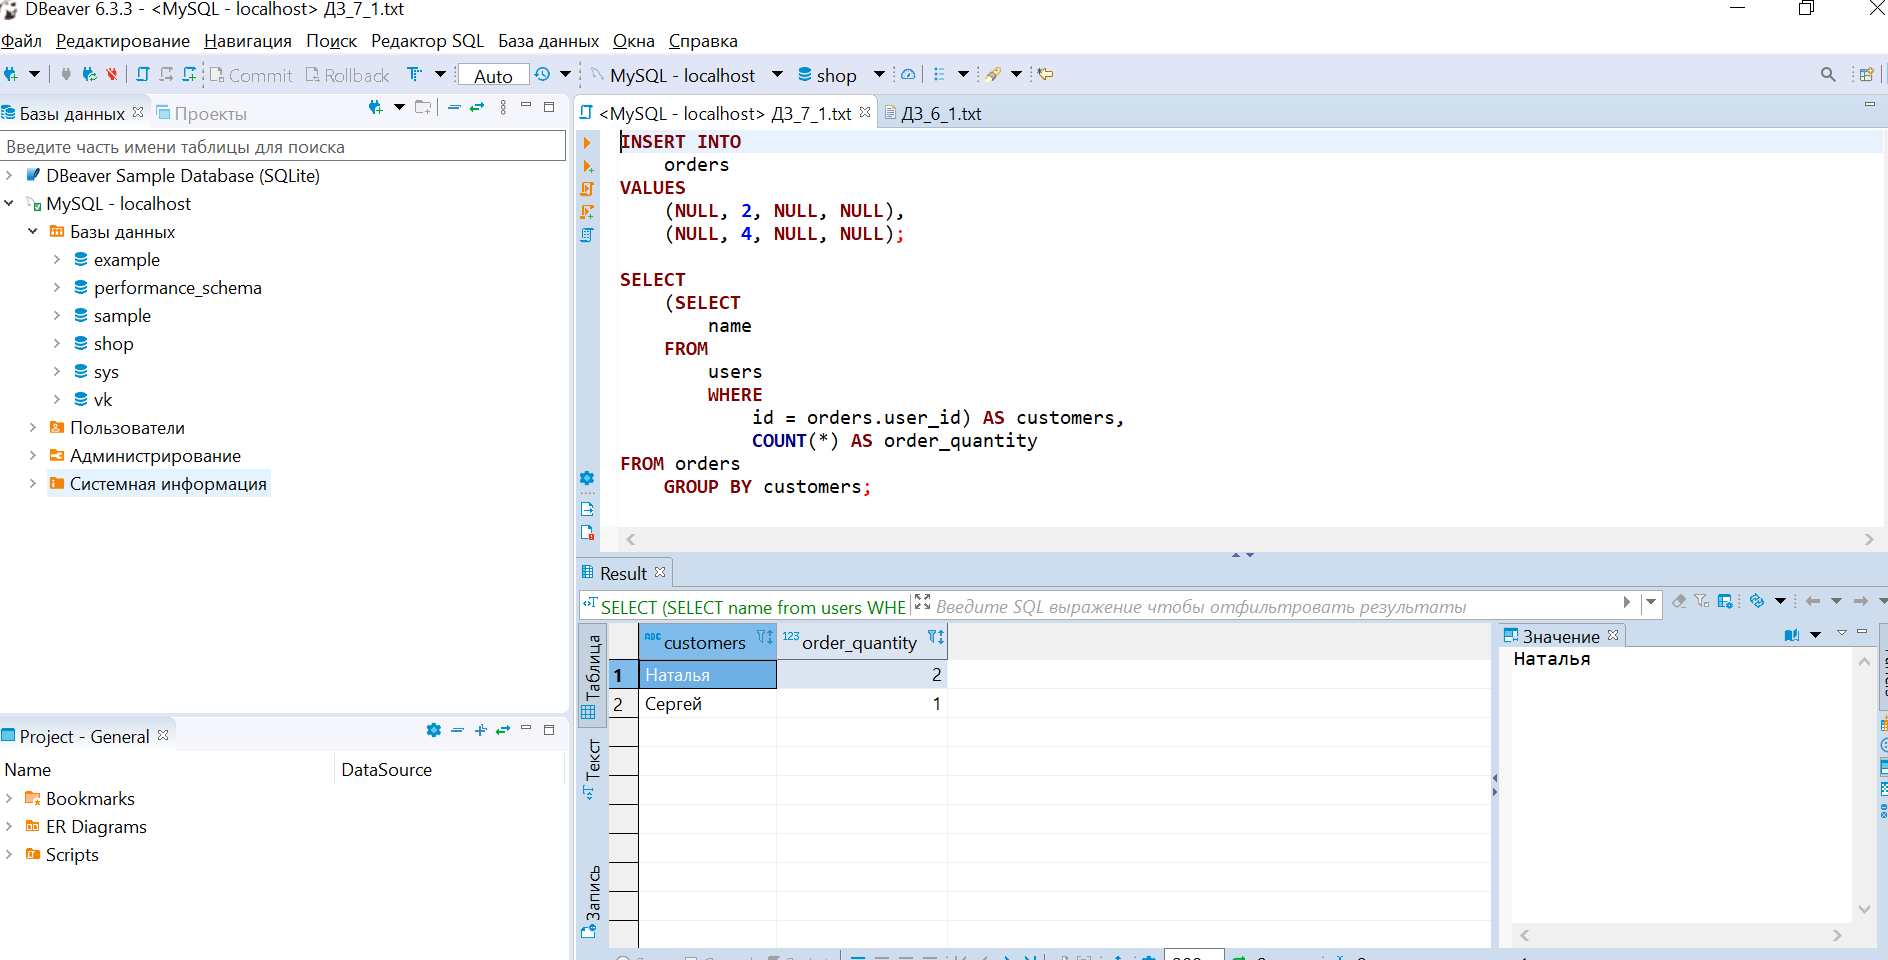 DBeaver 6.3.3 - <MySQL - localhost> ДЗ_7_1.txt
Файл Редактирование Навигация Поиск Редактор SQL База данных Окна Справка
Commit Rollback Auto MySQL - localhost shop
Базы данных Проекты
Введите часть имени таблицы для поиска
DBeaver Sample Database (SQLite)
MySQL - localhost
Базы данных
example
performance_schema
sample
shop
sys
vk
Пользователи
Администрирование
Системная информация
Project - General
Name DataSource
Bookmarks
ER Diagrams
Scripts
<MySQL - localhost> ДЗ_7_1.txt ДЗ_6_1.txt
INSERT INTO
orders
VALUES
(NULL, 2, NULL, NULL),
(NULL, 4, NULL, NULL);
SELECT
(SELECT
name
FROM
users
WHERE
id = orders.user_id) AS customers,
COUNT(*) AS order_quantity
FROM orders
GROUP BY customers;
Result
SELECT (SELECT name from users WHE Введите SQL выражение чтобы отфильтровать результаты
Таблица
Текст
Запись
customers order_quantity
1 Наталья 2
2 Сергей 1
Значение
Наталья